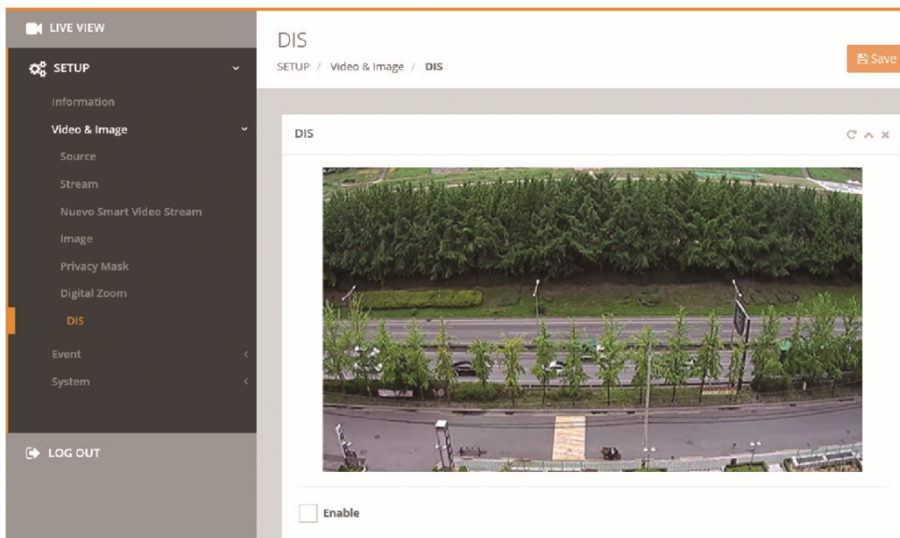 LIVE VIEW
SETUP
Information
Video & Image
Source
Stream
Nuevo Smart Video Stream
Image
Privacy Mask
Digital Zoom
DIS
Event
System
LOG OUT
DIS
SETUP / Video & Image / DIS
Save
DIS
Enable